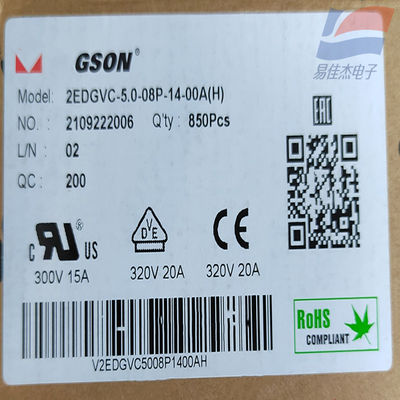 GSON®
易佳杰电子
Model: 2EDGVC-5.0-08P-14-00A(H)
NO. : 2109222006 Q'ty : 850Pcs
L/N : 02
QC : 200
EAC
c RU US
VDE
CE
300V 15A 320V 20A 320V 20A
V2EDGVC5008P1400AH
RoHS
COMPLIANT